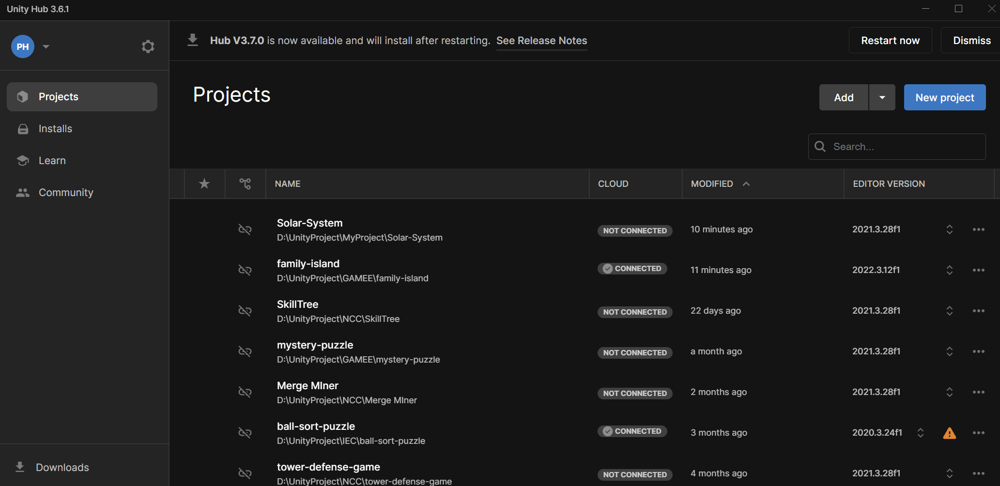 Unity Hub 3.6.1
PH
Hub V3.7.0 is now available and will install after restarting. See Release Notes
Restart now
Dismiss
Projects
Installs
Learn
Community
Downloads
Projects
Add
New project
Search...
NAME CLOUD MODIFIED EDITOR VERSION
Solar-System
D:\UnityProject\MyProject\Solar-System
NOT CONNECTED 10 minutes ago 2021.3.28f1
family-island
D:\UnityProject\GAMEE\family-island
CONNECTED 11 minutes ago 2022.3.12f1
SkillTree
D:\UnityProject\NCC\SkillTree
NOT CONNECTED 22 days ago 2021.3.28f1
mystery-puzzle
D:\UnityProject\GAMEE\mystery-puzzle
NOT CONNECTED a month ago 2021.3.28f1
Merge MIner
D:\UnityProject\NCC\Merge MIner
NOT CONNECTED 2 months ago 2021.3.28f1
ball-sort-puzzle
D:\UnityProject\IEC\ball-sort-puzzle
CONNECTED 3 months ago 2020.3.24f1
tower-defense-game
D:\UnityProject\NCC\tower-defense-game
NOT CONNECTED 4 months ago 2021.3.28f1